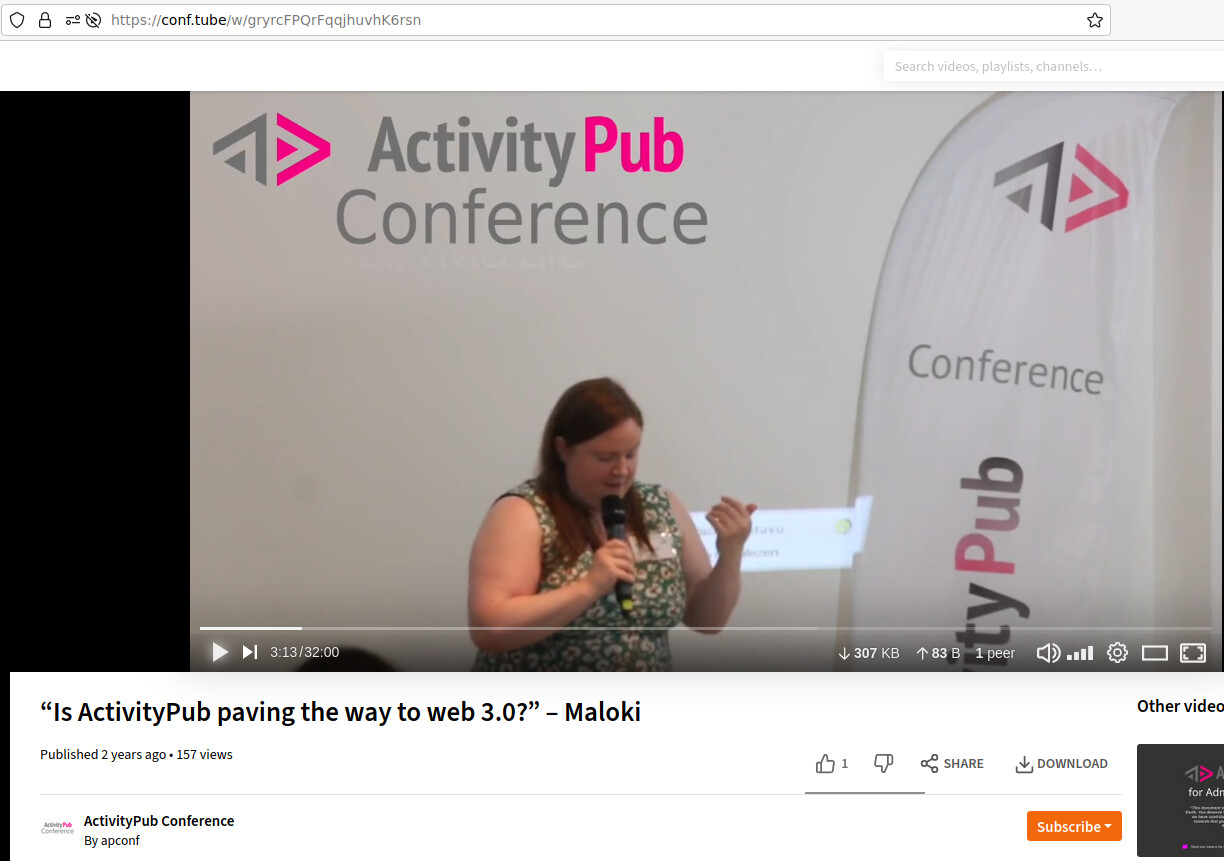 https://conf.tube/w/gryrcFPQrFqqjhuvhK6rsn
Search videos, playlists, channels…
ActivityPub
Conference
Conference
ityPub
3:13/32:00
307 KB
83 B
1 peer
“Is ActivityPub paving the way to web 3.0?” – Maloki
Published 2 years ago • 157 views
1
SHARE
DOWNLOAD
ActivityPub Conference
By apconf
Subscribe
Other video
ActivityPub
Conference
for Adm